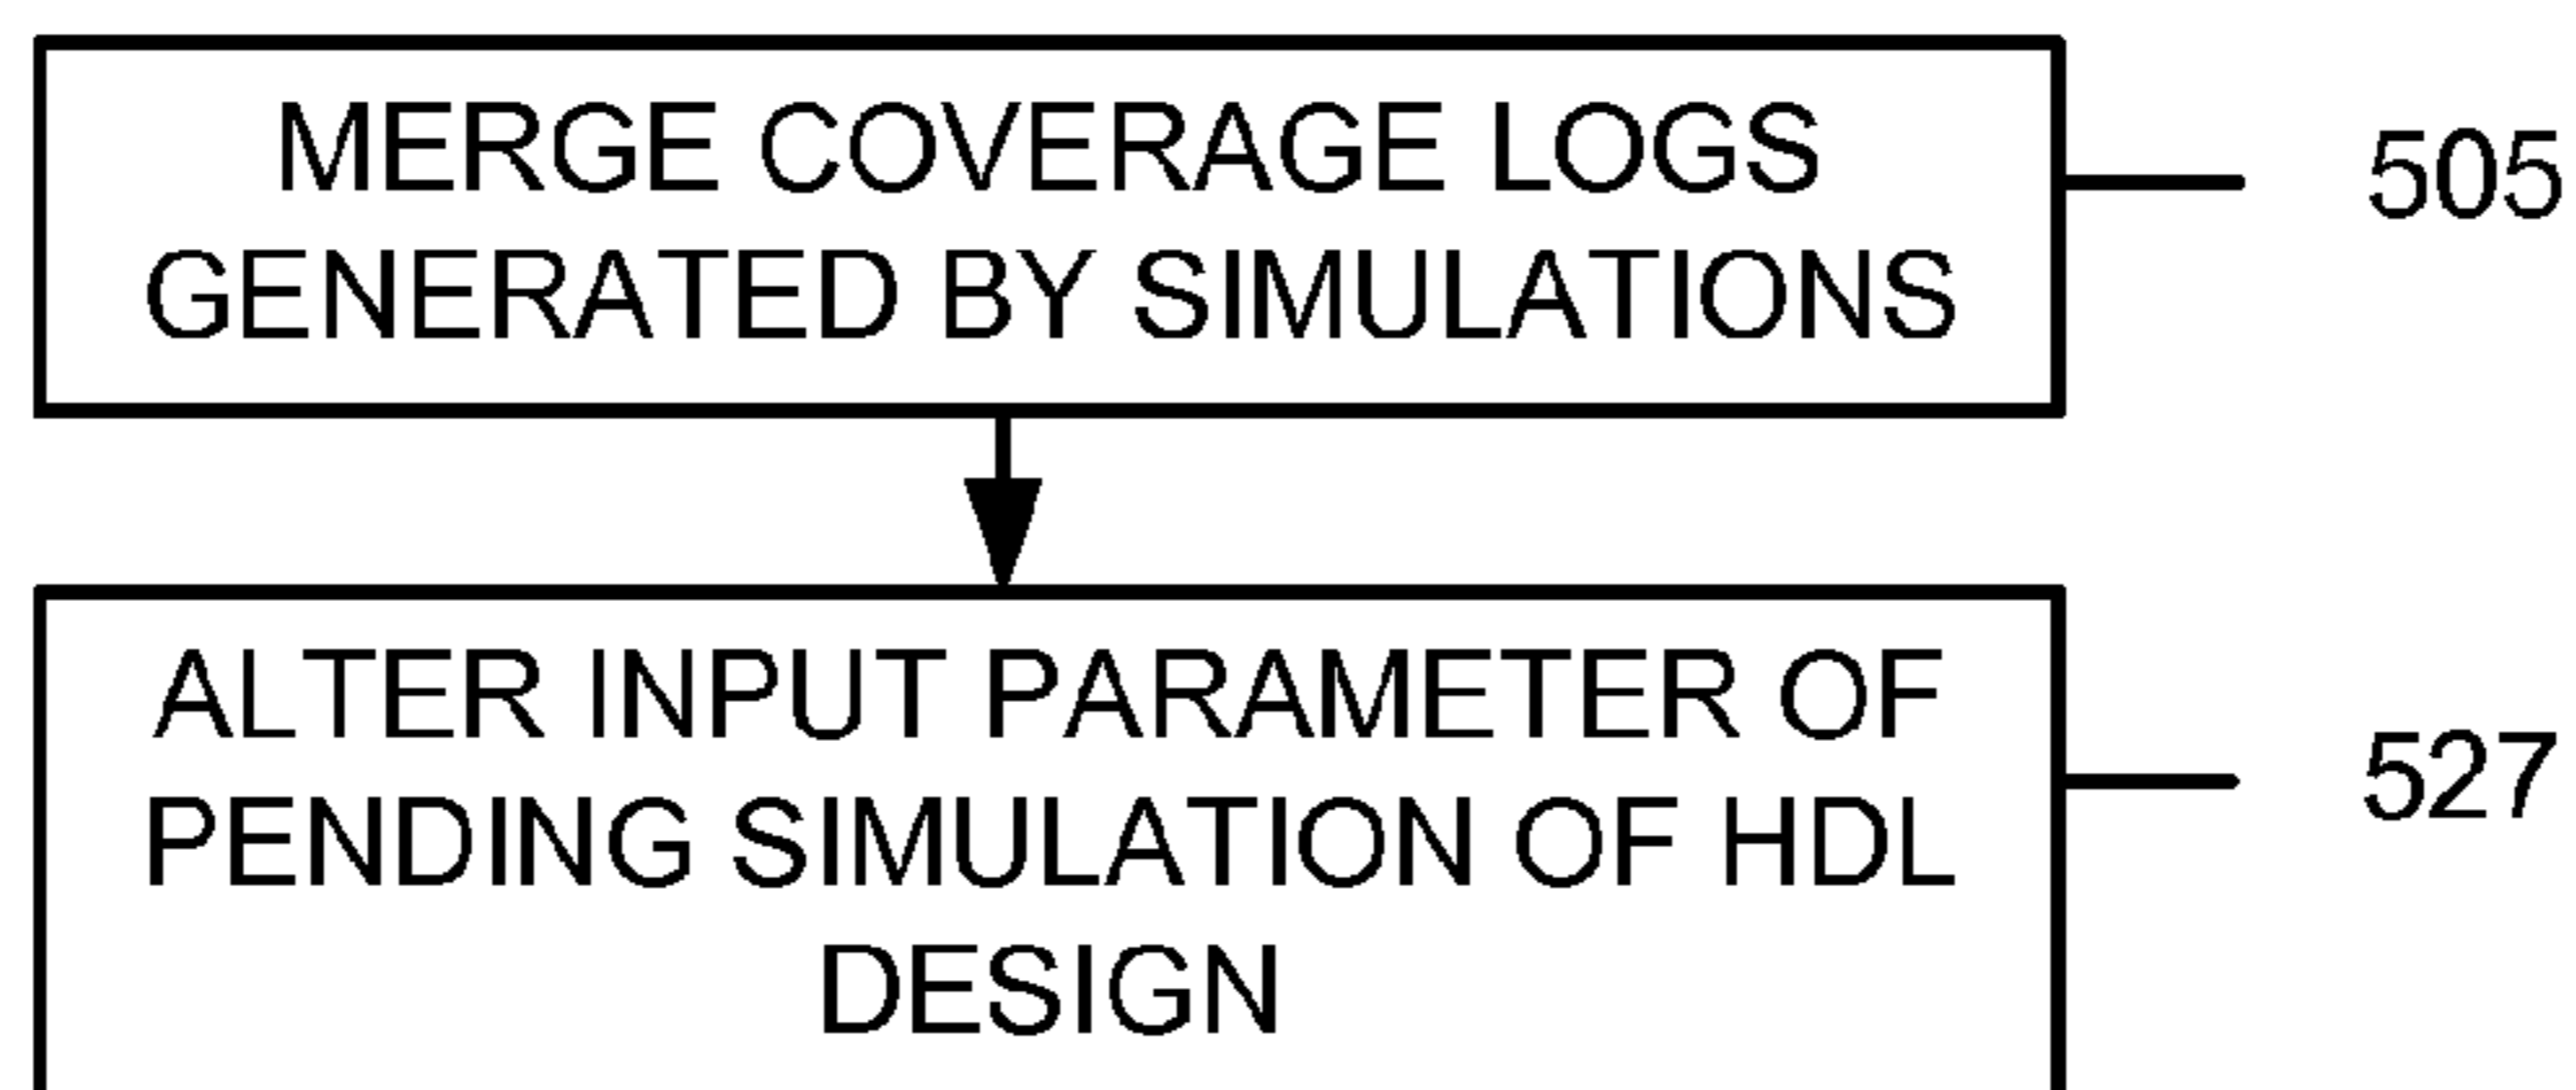 MERGE COVERAGE LOGS
GENERATED BY SIMULATIONS
505
ALTER INPUT PARAMETER OF
PENDING SIMULATION OF HDL
DESIGN
527